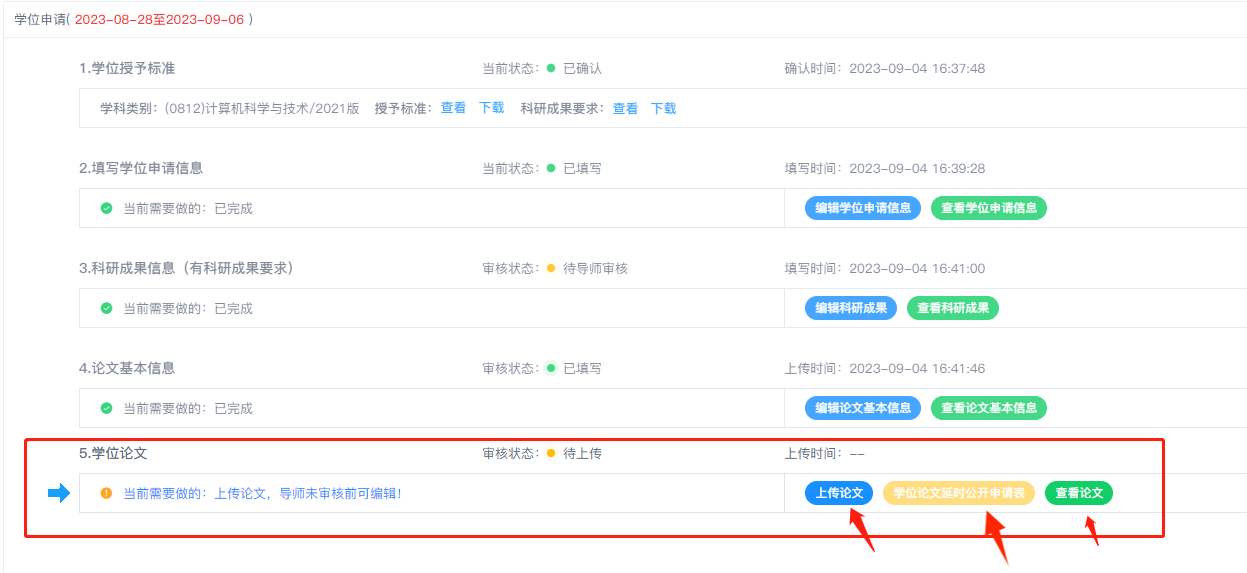 学位申请( 2023-08-28至2023-09-06 )
1.学位授予标准 当前状态： 已确认 确认时间：2023-09-04 16:37:48
学科类别：(0812)计算机科学与技术/2021版 授予标准：查看 下载 科研成果要求：查看 下载
2.填写学位申请信息 当前状态： 已填写 填写时间：2023-09-04 16:39:28
当前需要做的：已完成 编辑学位申请信息 查看学位申请信息
3.科研成果信息（有科研成果要求） 审核状态： 待导师审核 填写时间：2023-09-04 16:41:00
当前需要做的：已完成 编辑科研成果 查看科研成果
4.论文基本信息 审核状态： 已填写 上传时间：2023-09-04 16:41:46
当前需要做的：已完成 编辑论文基本信息 查看论文基本信息
5.学位论文 审核状态： 待上传 上传时间：--
当前需要做的：上传论文，导师未审核前可编辑！ 上传论文 学位论文延时公开申请表 查看论文